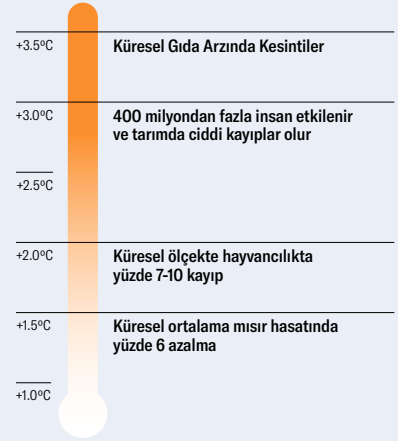 +3.5ºC Küresel Gıda Arzında Kesintiler
+3.0ºC 400 milyondan fazla insan etkilenir
ve tarımda ciddi kayıplar olur
+2.5ºC
+2.0ºC Küresel ölçekte hayvancılıkta
yüzde 7-10 kayıp
+1.5ºC Küresel ortalama mısır hasatında
yüzde 6 azalma
+1.0ºC